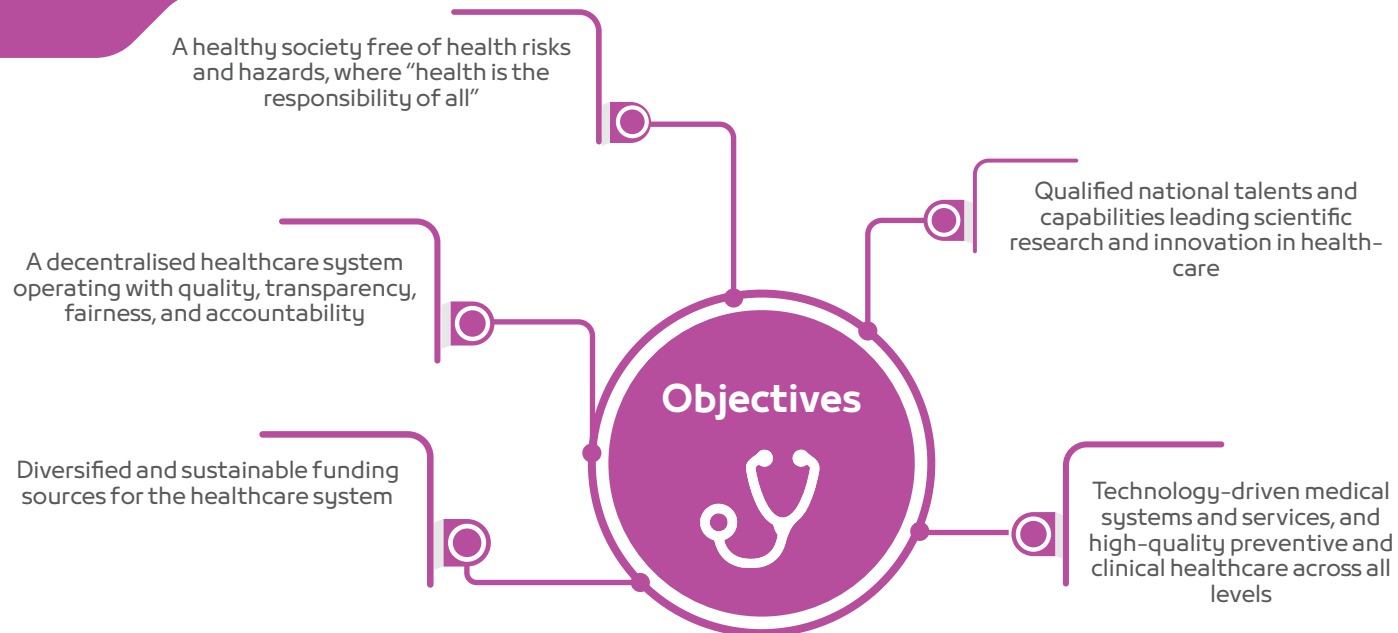 A healthy society free of health risks
and hazards, where “health is the
responsibility of all”
Qualified national talents and
capabilities leading scientific
research and innovation in health-
care
A decentralised healthcare system
operating with quality, transparency,
fairness, and accountability
Objectives
Diversified and sustainable funding
sources for the healthcare system
Technology-driven medical
systems and services, and
high-quality preventive and
clinical healthcare across all
levels